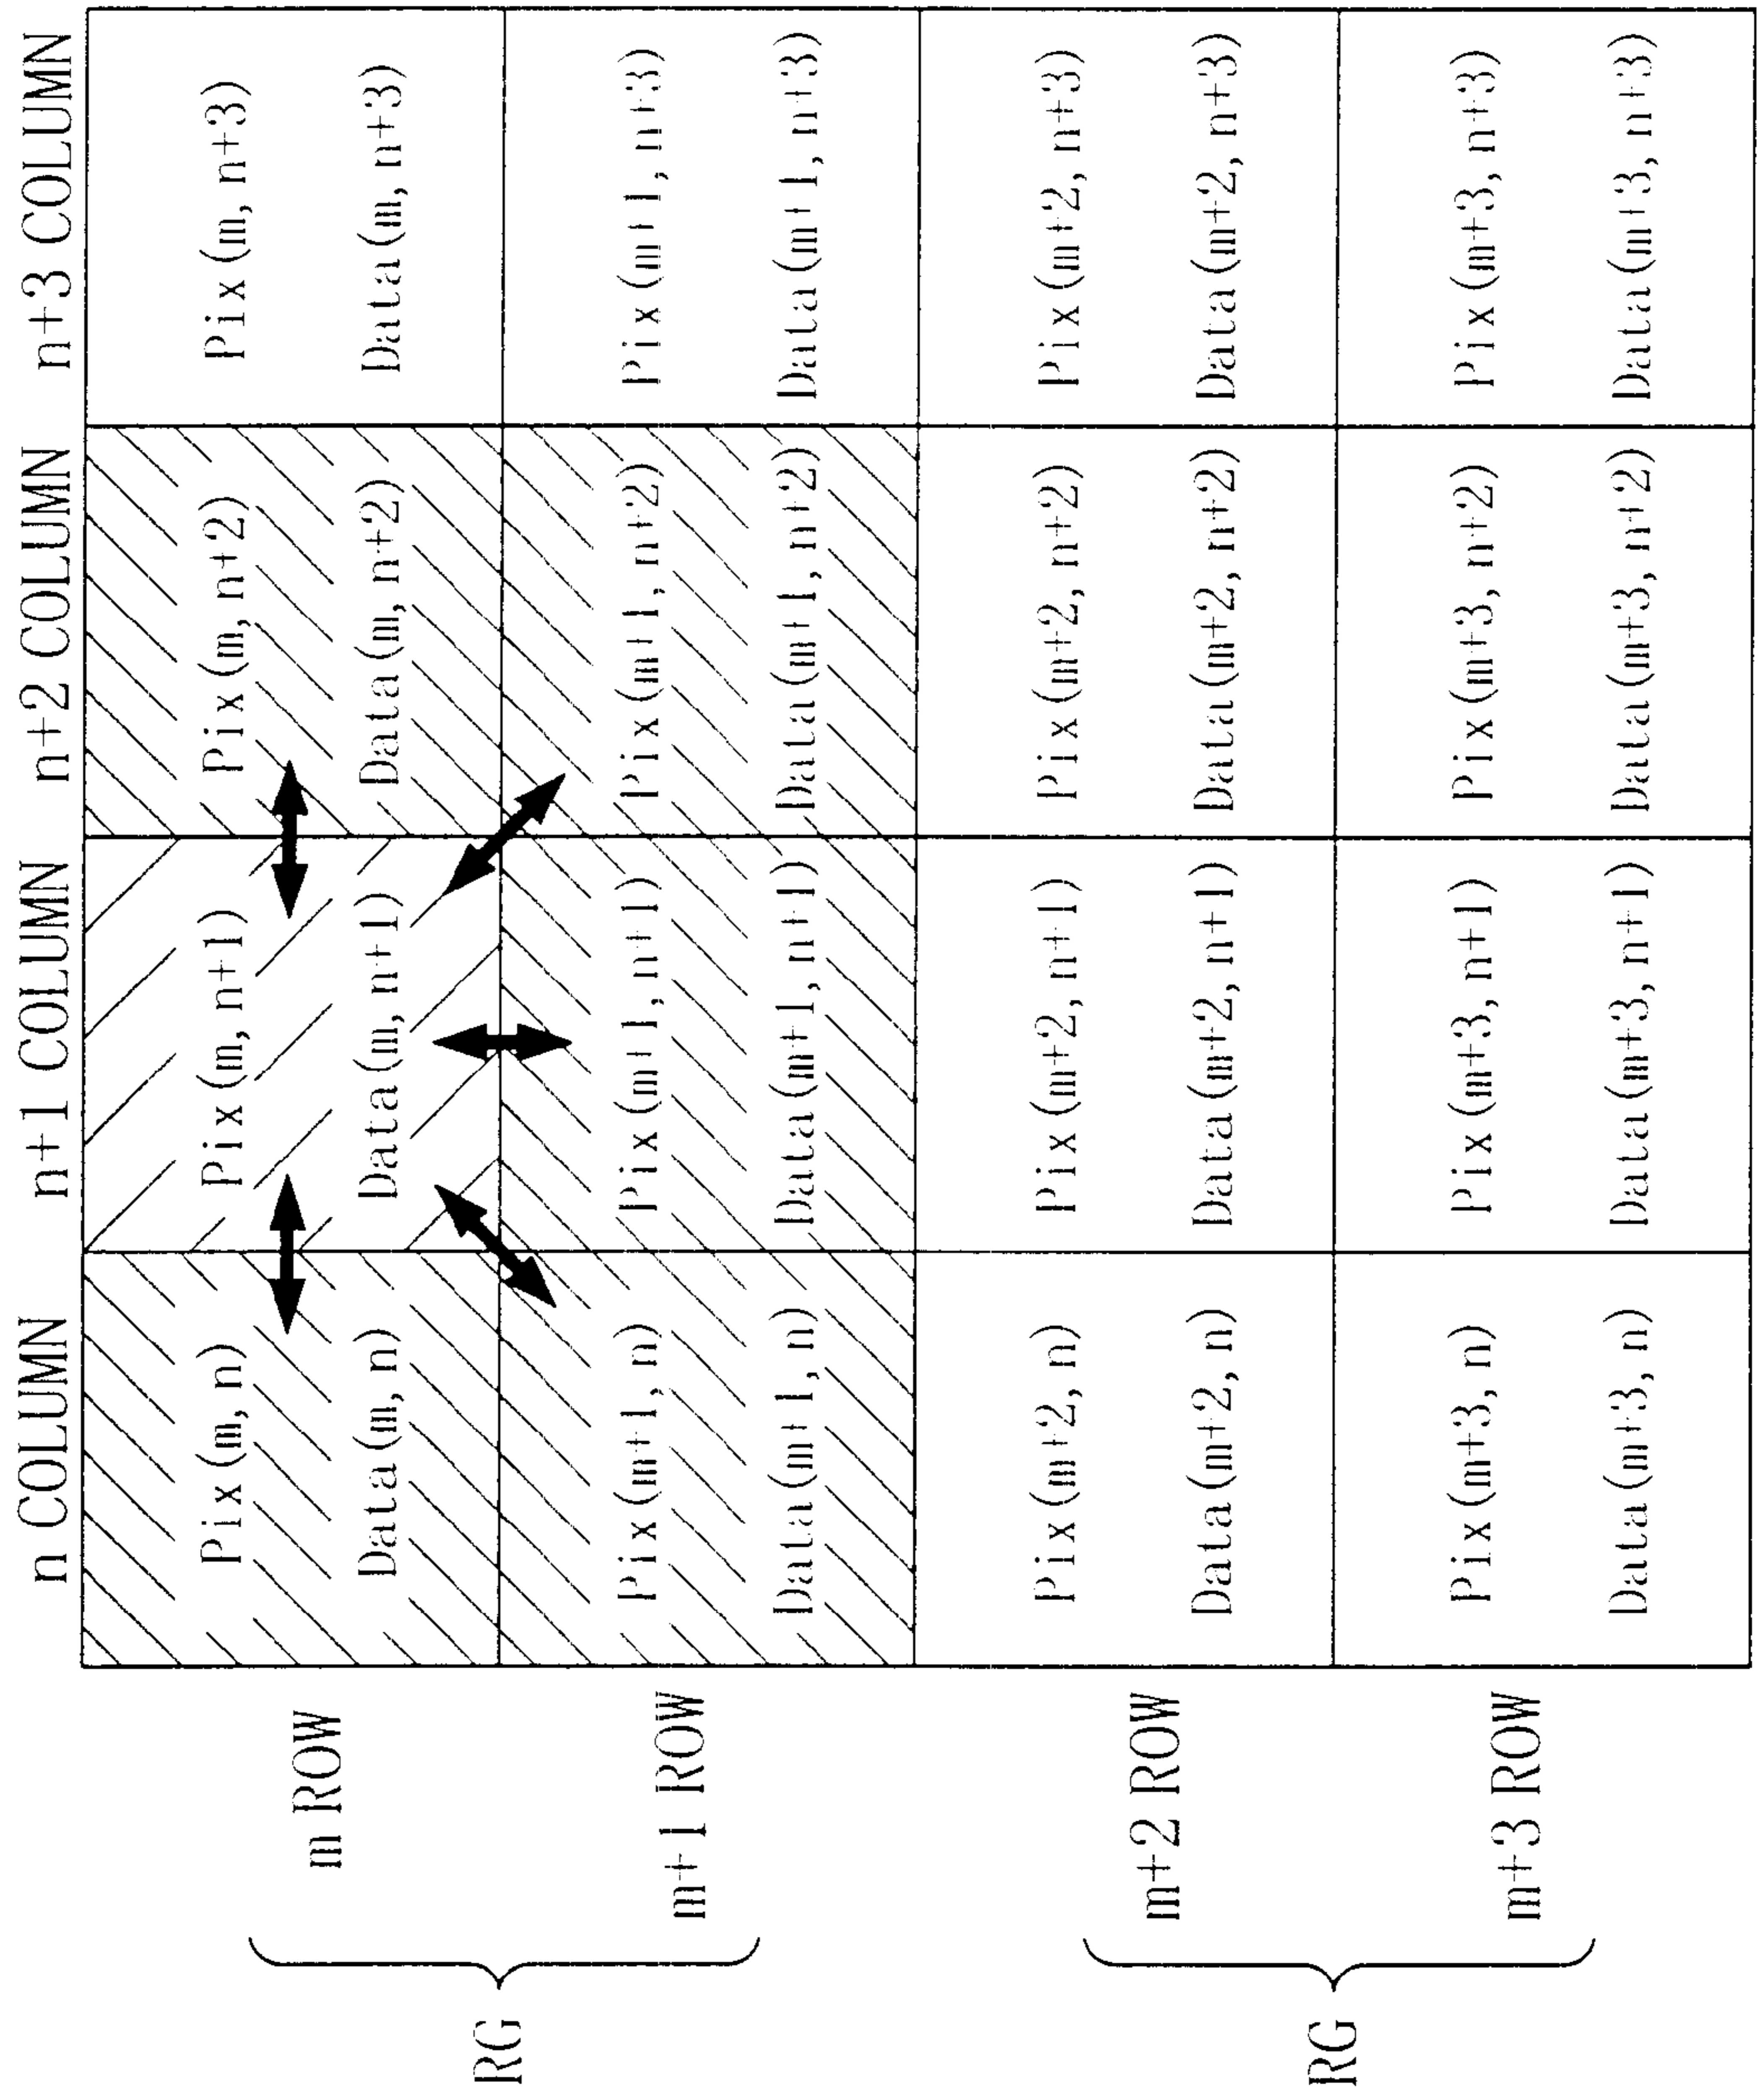 n COLUMN
n+1 COLUMN
n+2 COLUMN
n+3 COLUMN
RG
m ROW
Pix(m, n)
Data(m, n)
Pix(m, n+1)
Data(m, n+1)
Pix(m, n+2)
Data(m, n+2)
Pix(m, n+3)
Data(m, n+3)
m+1 ROW
Pix(m+1, n)
Data(m+1, n)
Pix(m+1, n+1)
Data(m+1, n+1)
Pix(m+1, n+2)
Data(m+1, n+2)
Pix(m+1, n+3)
Data(m+1, n+3)
RG
m+2 ROW
Pix(m+2, n)
Data(m+2, n)
Pix(m+2, n+1)
Data(m+2, n+1)
Pix(m+2, n+2)
Data(m+2, n+2)
Pix(m+2, n+3)
Data(m+2, n+3)
m+3 ROW
Pix(m+3, n)
Data(m+3, n)
Pix(m+3, n+1)
Data(m+3, n+1)
Pix(m+3, n+2)
Data(m+3, n+2)
Pix(m+3, n+3)
Data(m+3, n+3)